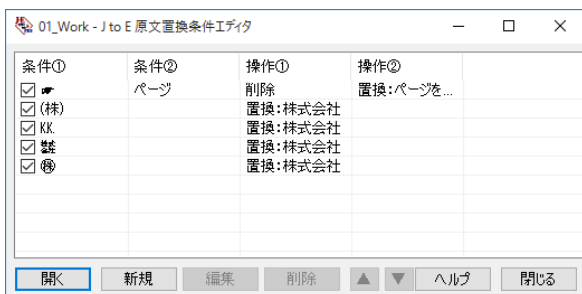 01_Work - J to E 原文置換条件エディタ
条件① 条件② 操作① 操作②
☛ ページ 削除 置換:ページを...
(株) 置換:株式会社
KK. 置換:株式会社
㍿ 置換:株式会社
㊑ 置換:株式会社
開く 新規 編集 削除 ▲ ▼ ヘルプ 閉じる